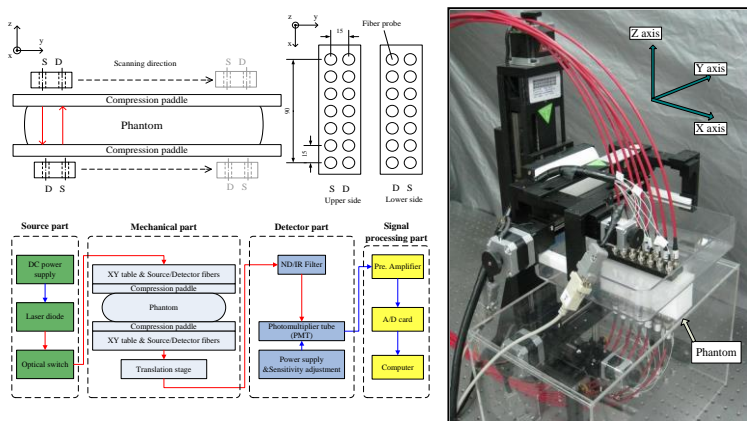 z
y
x
S D
Scanning direction
S D
Compression paddle
Phantom
Compression paddle
D S
D S
z
y
x
15
Fiber probe
90
15
S D
Upper side
D S
Lower side
Source part
DC power
supply
Laser diode
Optical switch
Mechanical part
XY table & Source/Detector fibers
Compression paddle
Phantom
Compression paddle
XY table & Source/Detector fibers
Translation stage
Detector part
ND/IR Filter
Photomultiplier tube
(PMT)
Power supply
&Sensitivity adjustment
Signal
processing part
Pre. Amplifier
A/D card
Computer
Z axis
Y axis
X axis
Phantom